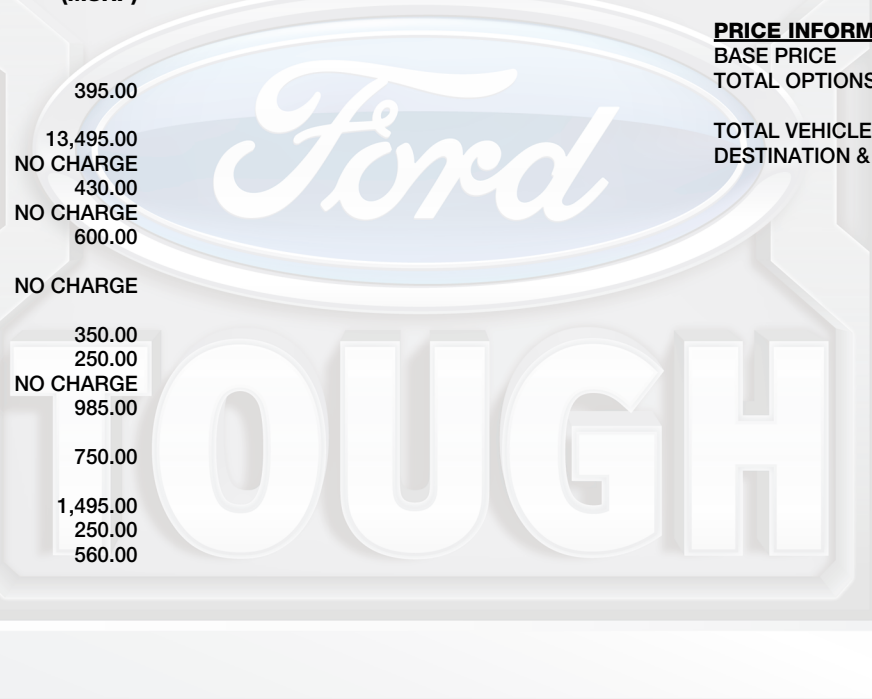 395.00
13,495.00
NO CHARGE
430.00
NO CHARGE
600.00
NO CHARGE
350.00
250.00
NO CHARGE
985.00
750.00
1,495.00
250.00
560.00
PRICE
BASE PRICE
TOTAL OPTIONS
TOTAL VEHICLE
DESTINATION &
Ford
TOUGH